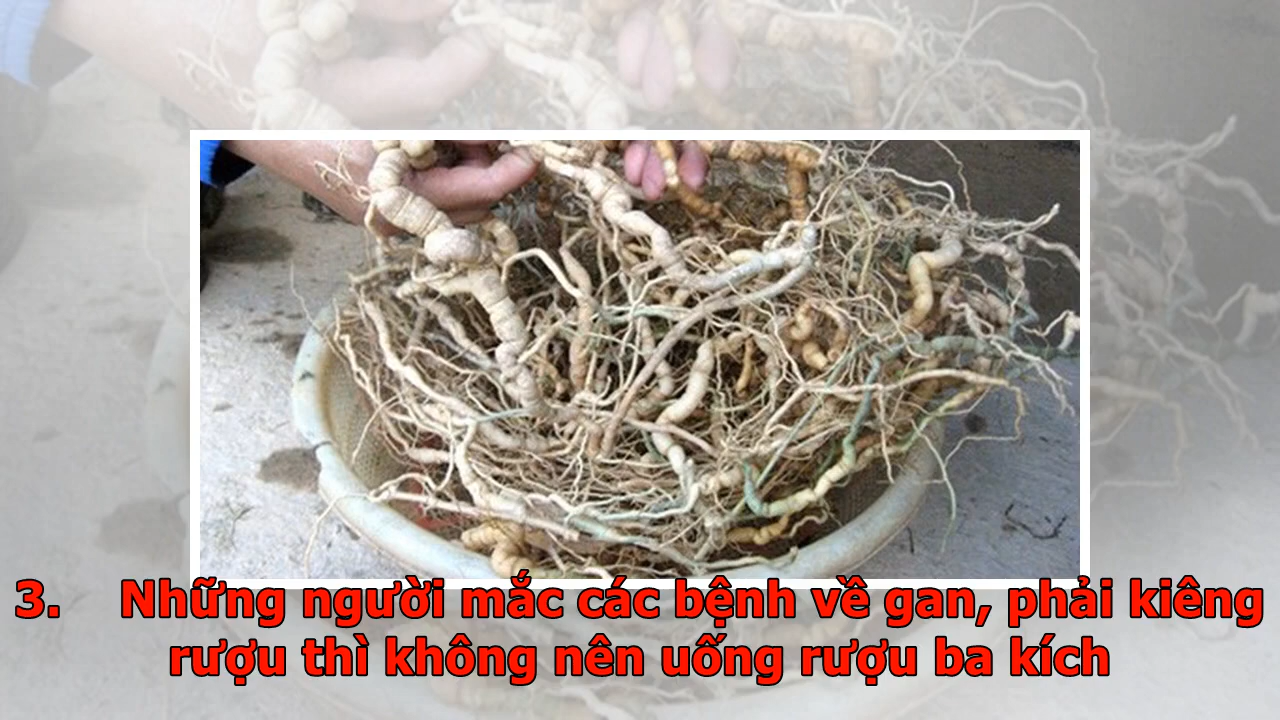 3. Những người mắc các bệnh về gan, phải kiêng
rượu thì không nên uống rượu ba kích